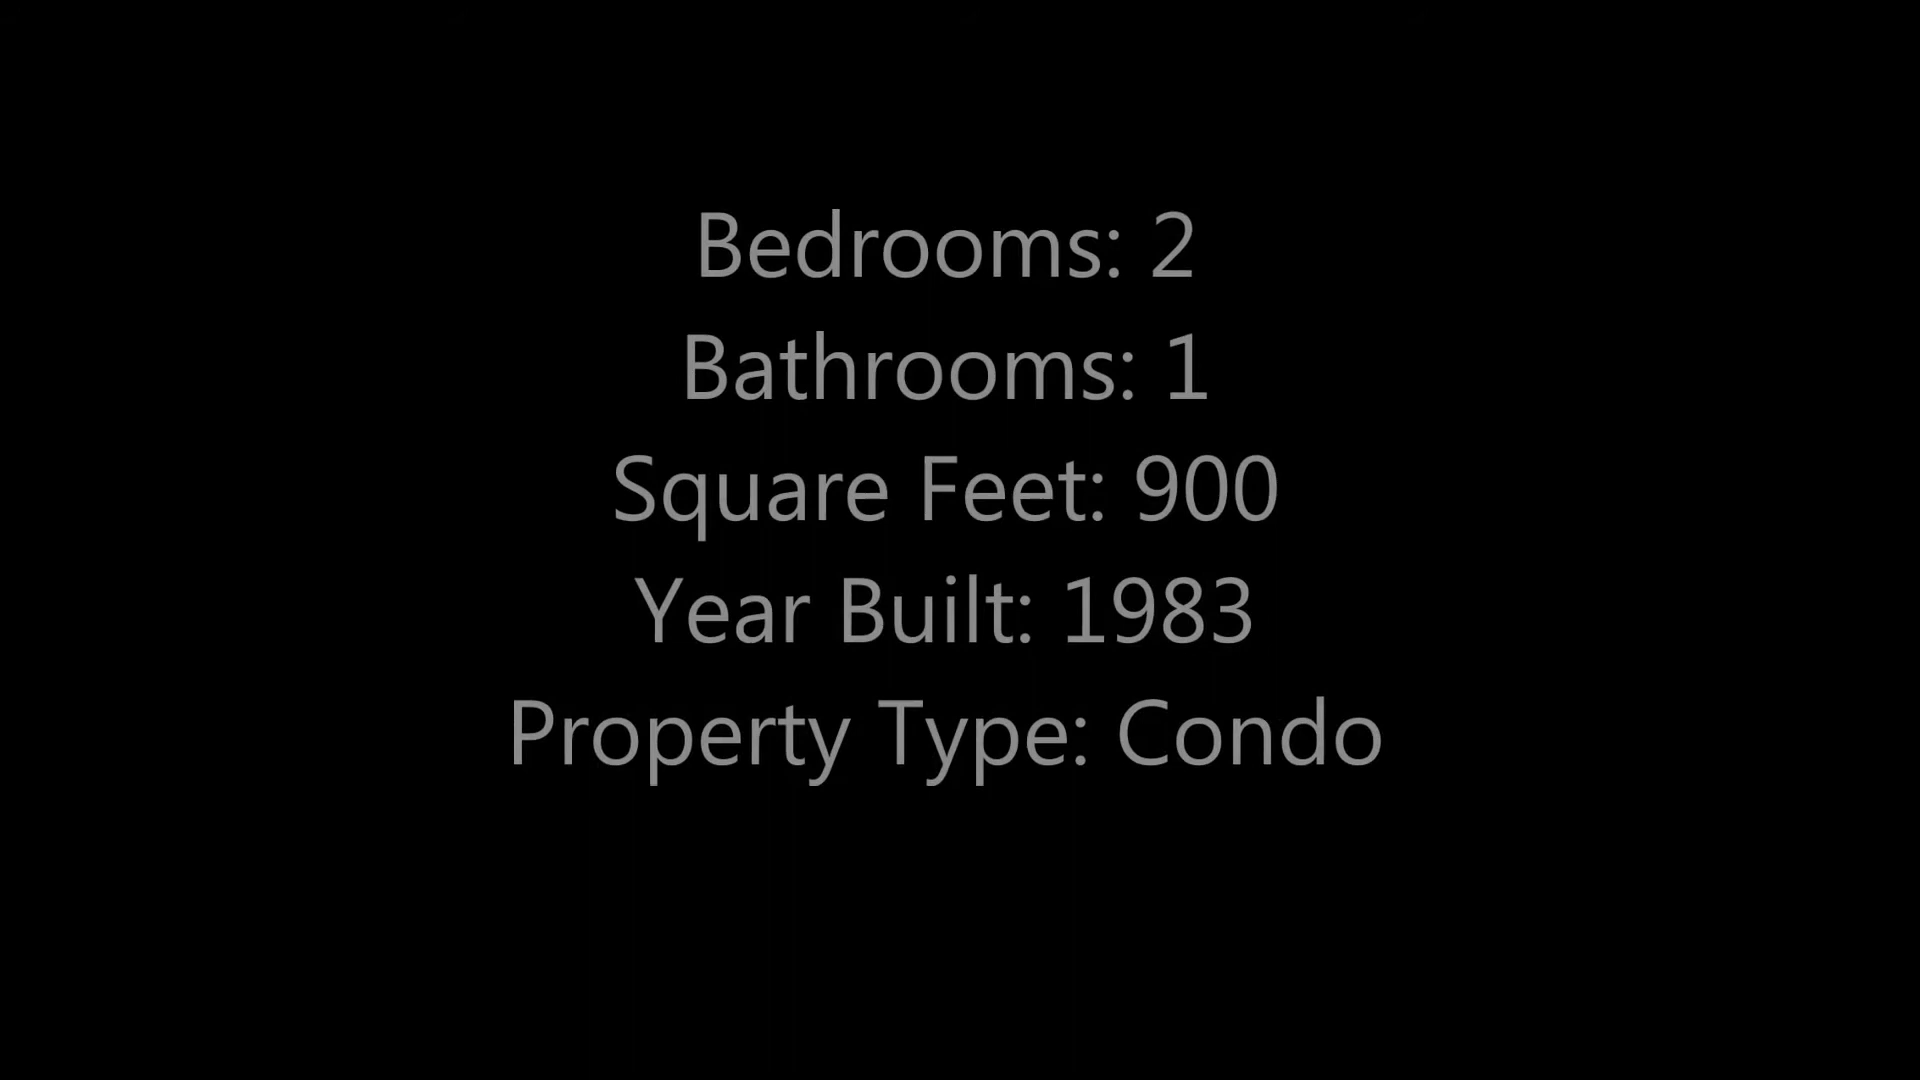 Bedrooms: 2
Bathrooms: 1
Square Feet: 900
Year Built: 1983
Property Type: Condo